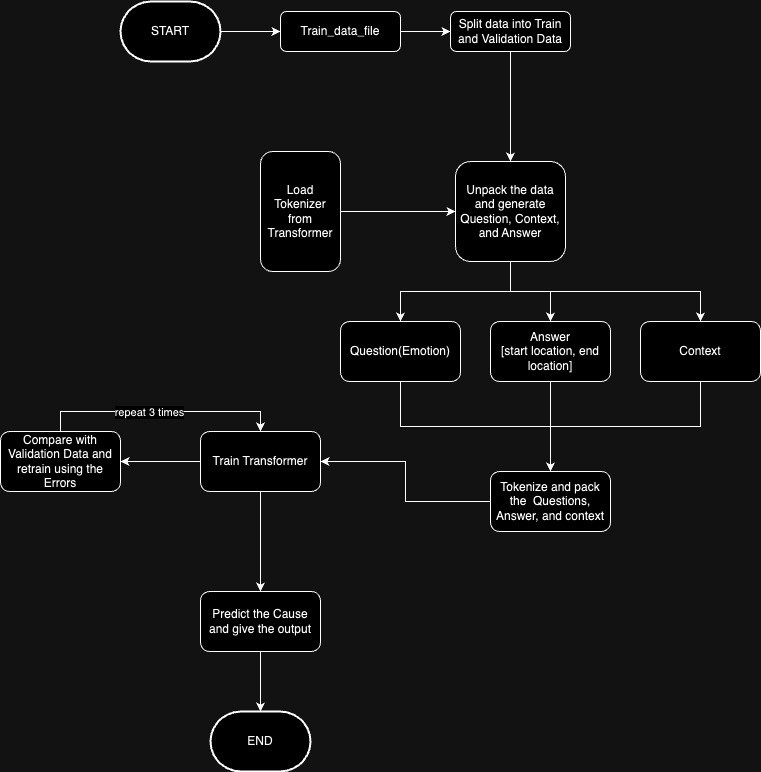 START
Train_data_file
Split data into Train
and Validation Data
Load
Tokenizer
from
Transformer
Unpack the data
and generate
Question, Context,
and Answer
Question(Emotion)
Answer
[start location, end
location]
Context
repeat 3 times
Compare with
Validation Data and
retrain using the
Errors
Train Transformer
Tokenize and pack
the  Questions,
Answer, and context
Predict the Cause
and give the output
END